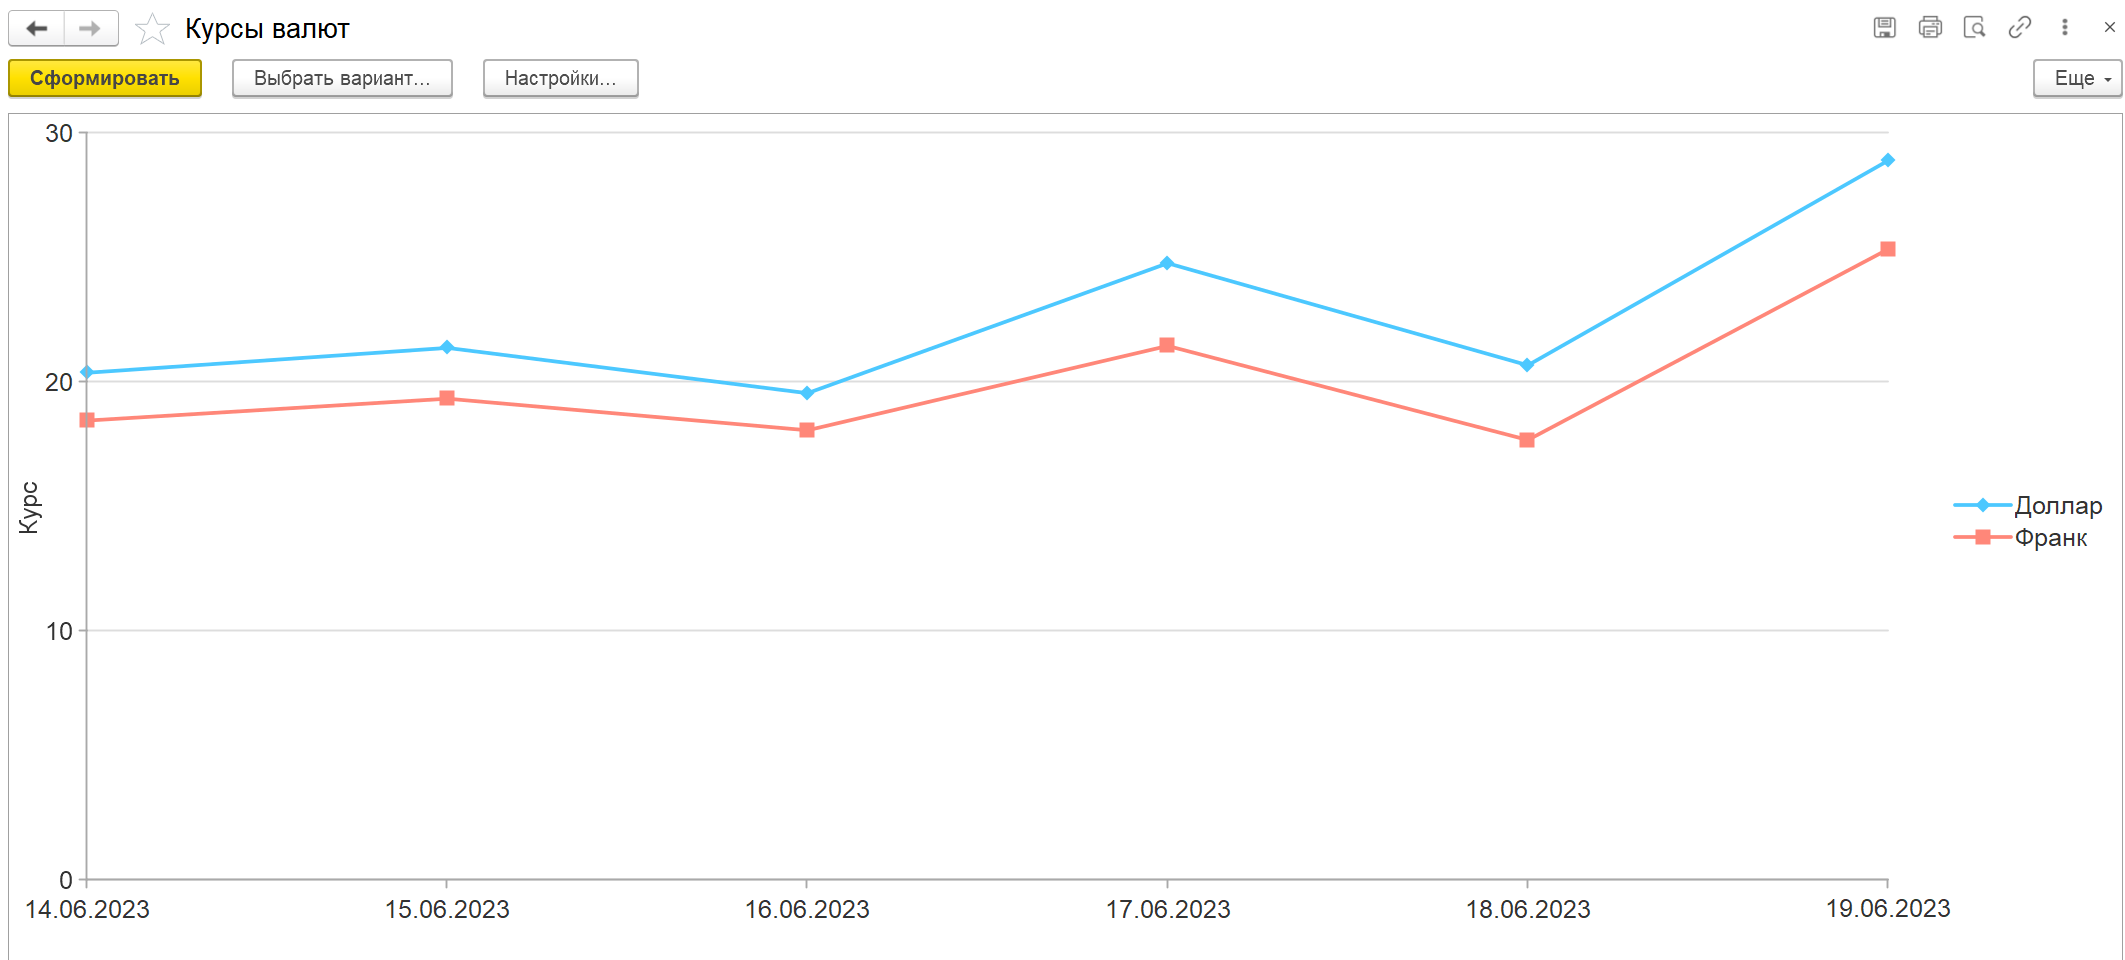 Курсы валют
Сформировать
Выбрать вариант...
Настройки...
Еще
30
20
10
0
Курс
14.06.2023
15.06.2023
16.06.2023
17.06.2023
18.06.2023
19.06.2023
Доллар
Франк